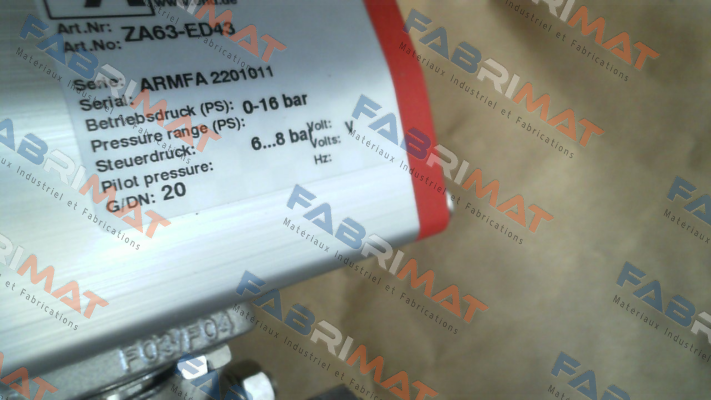 Art.Nr:
Art.No: ZA63-ED43
Serial: ARMFA 2201011
Betriebsdruck (PS): 0-16 bar
Pressure range (PS):
Steuerdruck: 6...8 bar
Pilot pressure:
G/DN: 20
Volt: V
Volts:
Hz:
F03/F04
FABRIMAT
Materiaux Industriel et Fabrications